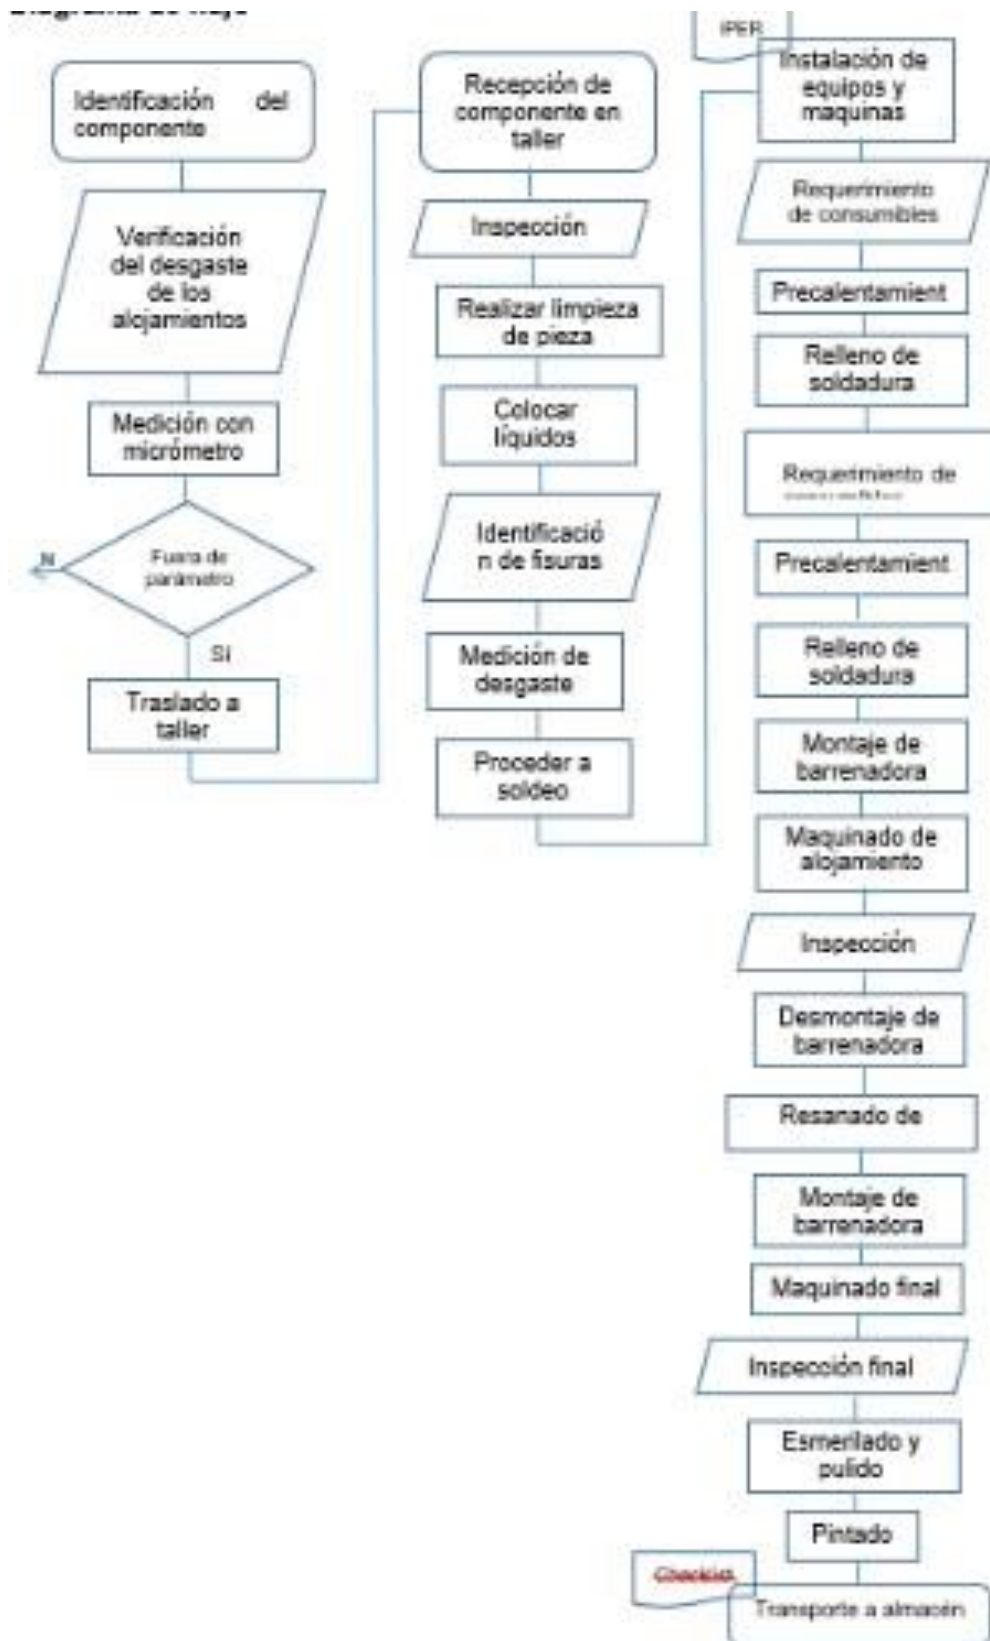 Identificación del
componente
Verificación
del desgaste
de los
alojamientos
Medición con
micrómetro
Fuera de
parámetro
N
Si
Traslado a
taller
Recepción de
componente en
taller
Inspección
Realizar limpieza
de pieza
Colocar
líquidos
Identificació
n de fisuras
Medición de
desgaste
Proceder a
soldeo
IPER
Instalación de
equipos y
maquinas
Requerimiento
de consumibles
Precalentamient
Relleno de
soldadura
Requerimiento de
Precalentamient
Relleno de
soldadura
Montaje de
barrenadora
Maquinado de
alojamiento
Inspección
Desmontaje de
barrenadora
Resanado de
Montaje de
barrenadora
Maquinado final
Inspección final
Esmerilado y
pulido
Pintado
Checklist
Transporte a almacén